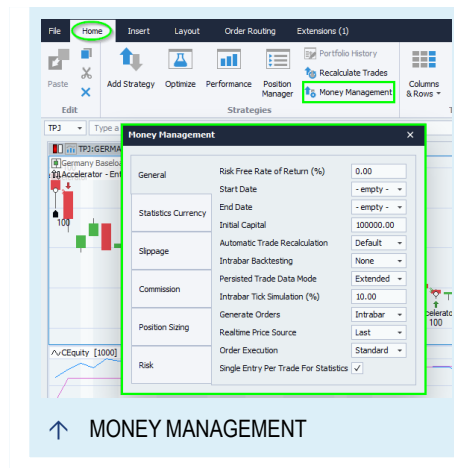 File Home Insert Layout Order Routing Extensions (1)
Portfolio History
Recalculate Trades
Paste Add Strategy Optimize Performance Position Manager Money Management Columns & Rows
Edit Strategies
TPJ Type a
Money Management
TPJ:GERMA
Germany Baseloa
Accelerator - Ent
100
General
Statistics Currency
Slippage
Commission
Position Sizing
Risk
Risk Free Rate of Return (%) 0.00
Start Date - empty -
End Date - empty -
Initial Capital 100000.00
Automatic Trade Recalculation Default
Intrabar Backtesting None
Persisted Trade Data Mode Extended
Intrabar Tick Simulation (%) 10.00
Generate Orders Intrabar
Realtime Price Source Last
Order Execution Standard
Single Entry Per Trade For Statistics
celerato
100
CEquity [1000]
MONEY MANAGEMENT